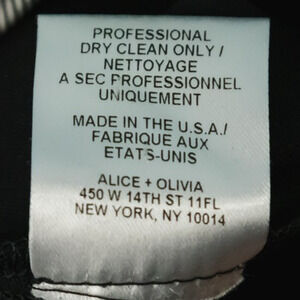 PROFESSIONAL
DRY CLEAN ONLY /
NETTOYAGE
A SEC PROFESSIONNEL
UNIQUEMENT
MADE IN THE U.S.A./
FABRIQUE AUX
ETATS-UNIS
ALICE + OLIVIA
450 W 14TH ST 11FL
NEW YORK, NY 10014